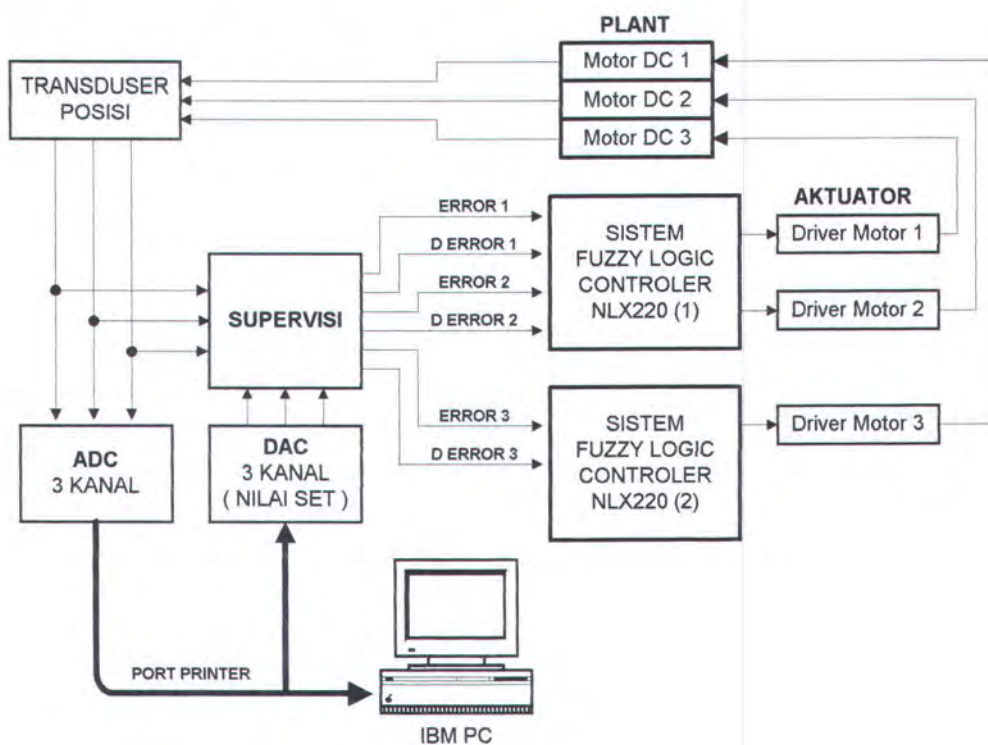 PLANT
Motor DC 1
Motor DC 2
Motor DC 3
TRANSDUSER
POSISI
ERROR 1
D ERROR 1
ERROR 2
D ERROR 2
SISTEM
FUZZY LOGIC
CONTROLER
NLX220 (1)
AKTUATOR
Driver Motor 1
Driver Motor 2
SUPERVISI
ERROR 3
D ERROR 3
SISTEM
FUZZY LOGIC
CONTROLER
NLX220 (2)
Driver Motor 3
ADC
3 KANAL
DAC
3 KANAL
( NILAI SET )
PORT PRINTER
IBM PC